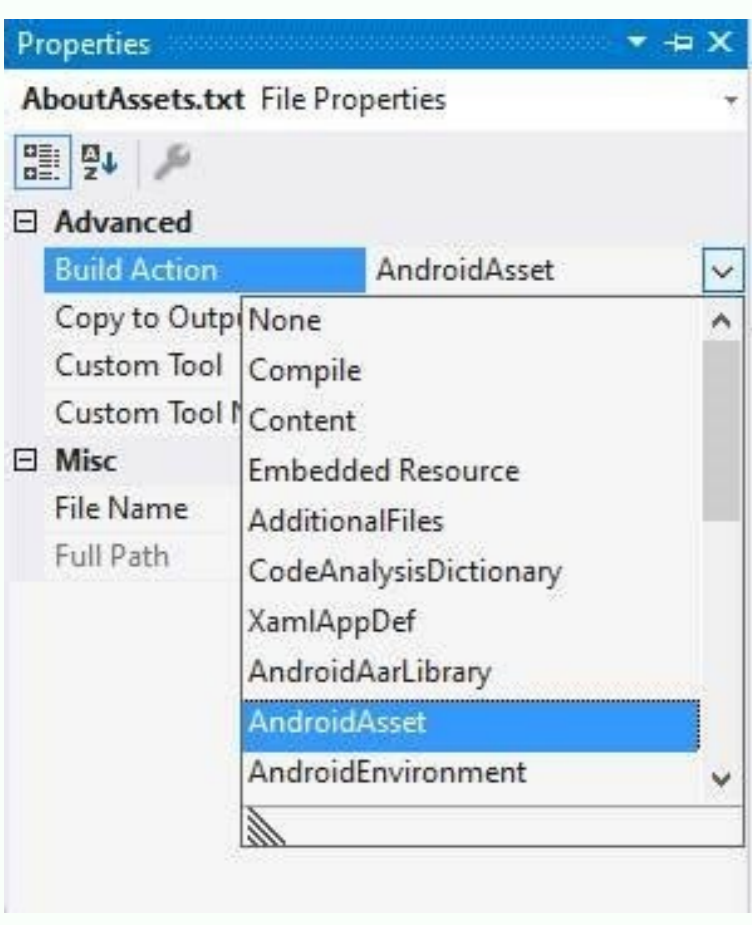 Properties
AboutAssets.txt File Properties
Advanced
Build Action AndroidAsset
Copy to Outp
None
Custom Tool
Compile
Custom Tool N
Content
Misc
Embedded Resource
File Name
AdditionalFiles
Full Path
CodeAnalysisDictionary
XamlAppDef
AndroidAarLibrary
AndroidAsset
AndroidEnvironment